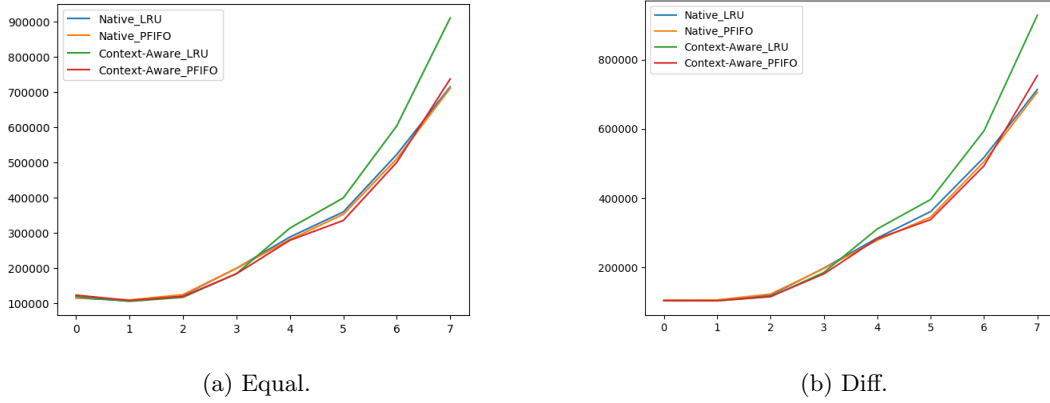 Native_LRU
Native_PFIFO
Context-Aware_LRU
Context-Aware_PFIFO
900000
800000
700000
600000
500000
400000
300000
200000
100000
0 1 2 3 4 5 6 7
(a) Equal.
Native_LRU
Native_PFIFO
Context-Aware_LRU
Context-Aware_PFIFO
800000
600000
400000
200000
0 1 2 3 4 5 6 7
(b) Diff.